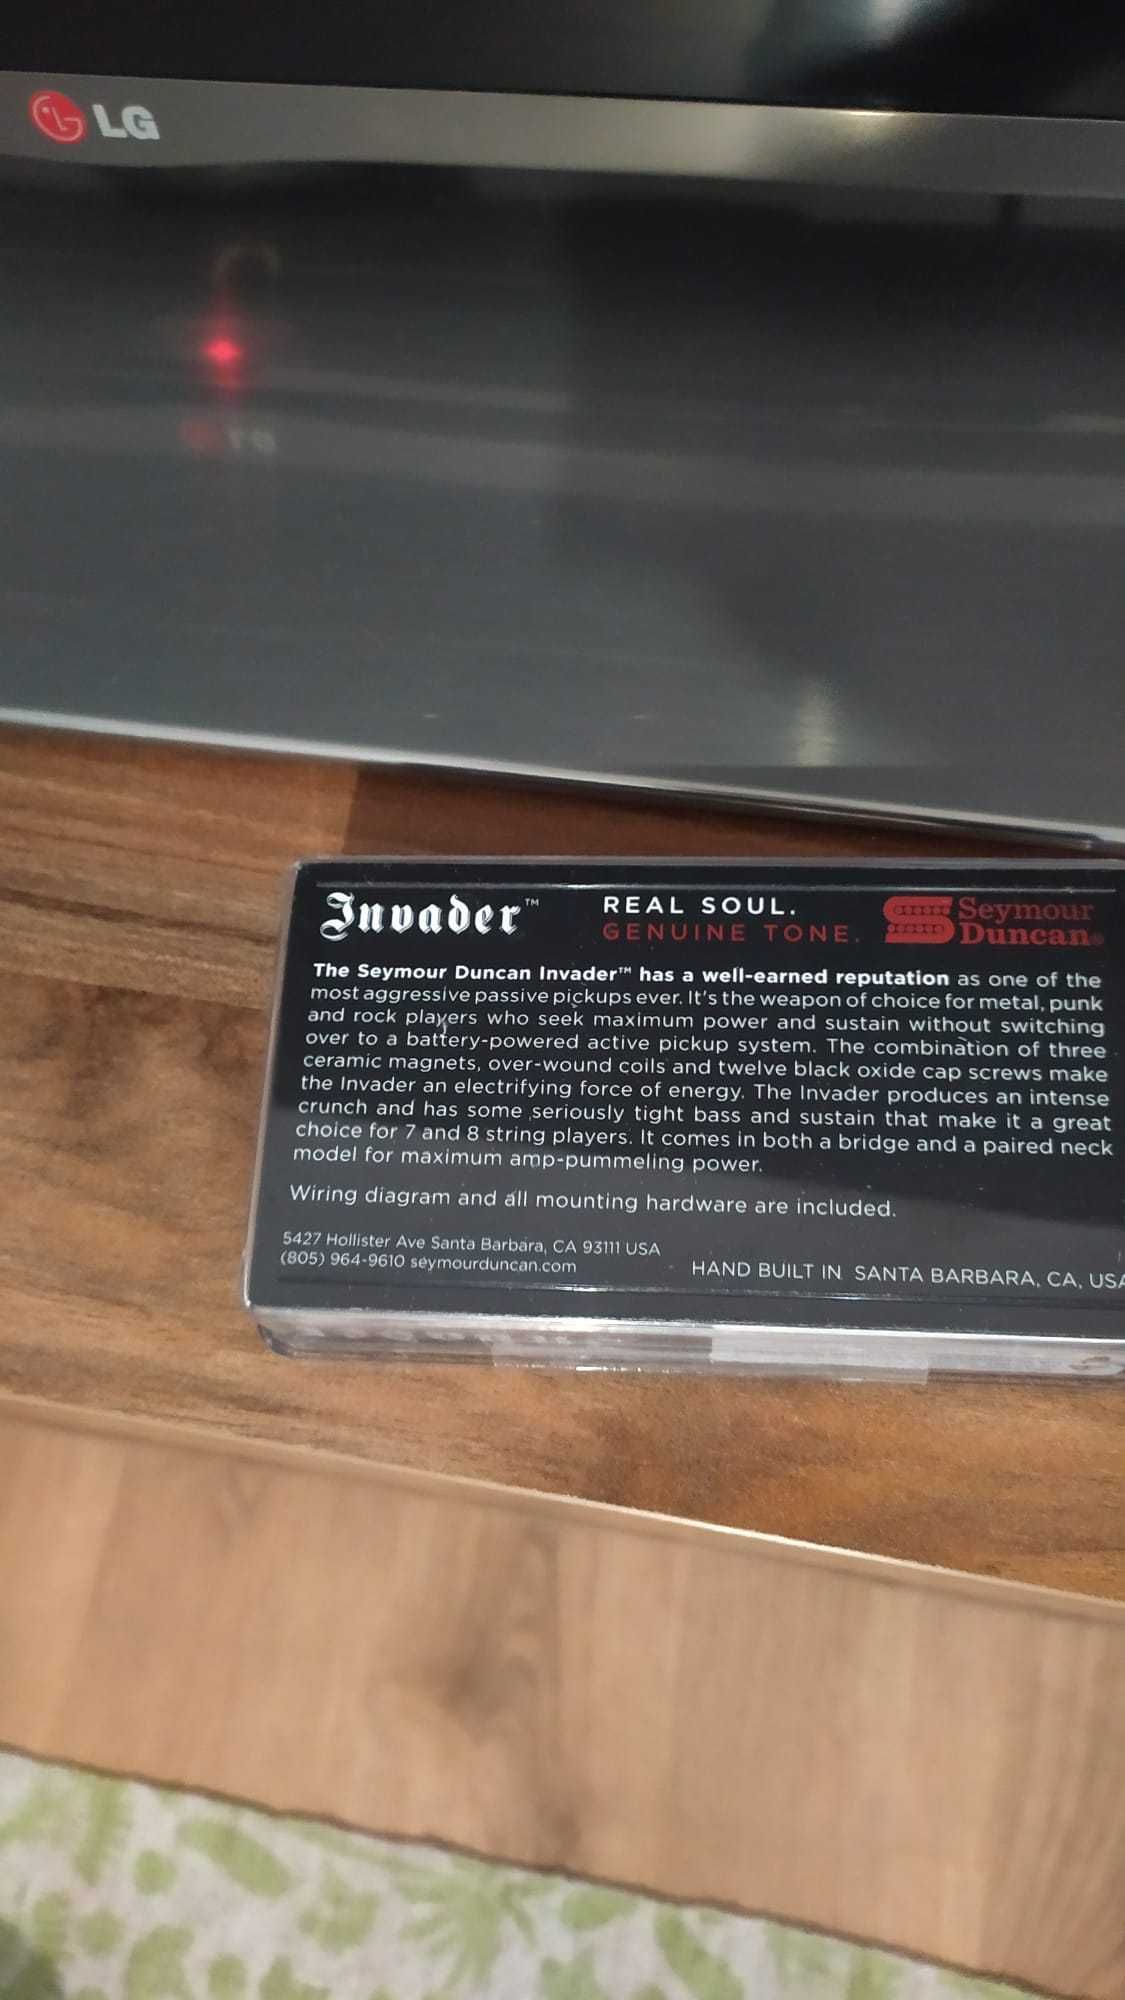 LG
Invader™
REAL SOUL.
GENUINE TONE.
Seymour
Duncan®
The Seymour Duncan Invader™ has a well-earned reputation as one of the
most aggressive passive pickups ever. It's the weapon of choice for metal, punk
and rock players who seek maximum power and sustain without switching
over to a battery-powered active pickup system. The combination of three
ceramic magnets, over-wound coils and twelve black oxide cap screws make
the Invader an electrifying force of energy. The Invader produces an intense
crunch and has some seriously tight bass and sustain that make it a great
choice for 7 and 8 string players. It comes in both a bridge and a paired neck
model for maximum amp-pummeling power.
Wiring diagram and all mounting hardware are included.
5427 Hollister Ave Santa Barbara, CA 93111 USA
(805) 964-9610 seymourduncan.com
HAND BUILT IN SANTA BARBARA, CA, USA